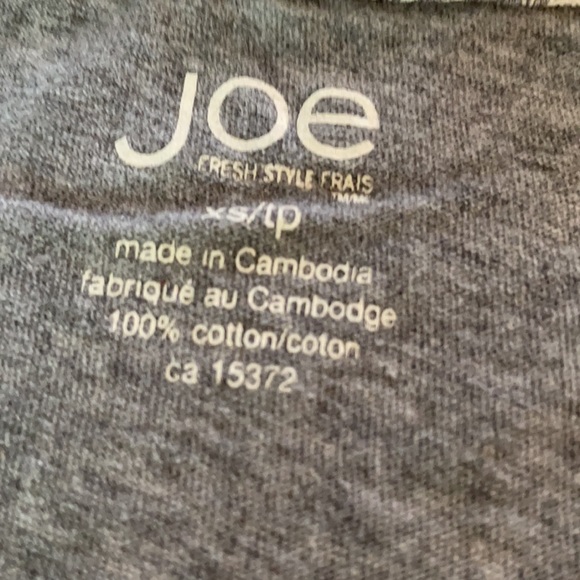 Joe
FRESH STYLE FRAIS
TM/MC
xs/tp
made in Cambodia
fabriqué au Cambodge
100% cotton/coton
ca 15372